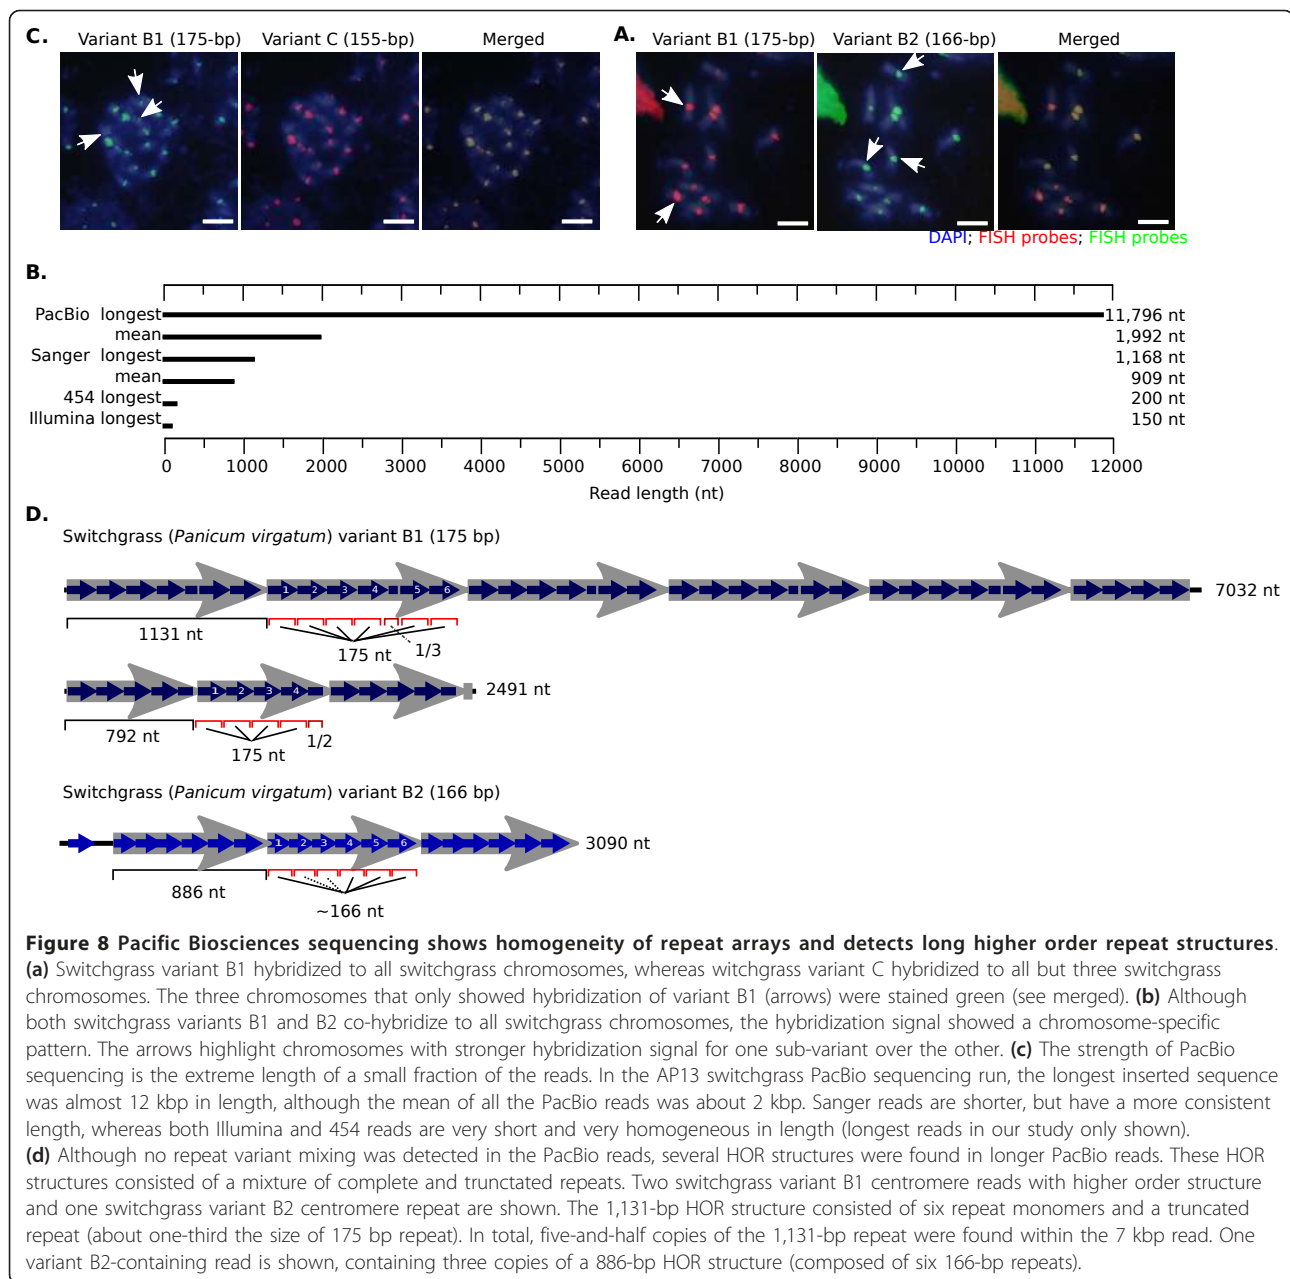 C.
Variant B1 (175-bp) Variant C (155-bp) Merged
A.
Variant B1 (175-bp) Variant B2 (166-bp) Merged
DAPI; FISH probes; FISH probes
B.
PacBio longest 11,796 nt
mean 1,992 nt
Sanger longest 1,168 nt
mean 909 nt
454 longest 200 nt
Illumina longest 150 nt
0 1000 2000 3000 4000 5000 6000 7000 8000 9000 10000 11000 12000
Read length (nt)
D.
Switchgrass (Panicum virgatum) variant B1 (175 bp)
1 2 3 4 5 6
7032 nt
1131 nt
175 nt
1/3
1 2 3 4
2491 nt
792 nt
175 nt
1/2
Switchgrass (Panicum virgatum) variant B2 (166 bp)
1 2 3 4 5 6
3090 nt
886 nt
~166 nt
Figure 8 Pacific Biosciences sequencing shows homogeneity of repeat arrays and detects long higher order repeat structures.
(a) Switchgrass variant B1 hybridized to all switchgrass chromosomes, whereas witchgrass variant C hybridized to all but three switchgrass
chromosomes. The three chromosomes that only showed hybridization of variant B1 (arrows) were stained green (see merged). (b) Although
both switchgrass variants B1 and B2 co-hybridize to all switchgrass chromosomes, the hybridization signal showed a chromosome-specific
pattern. The arrows highlight chromosomes with stronger hybridization signal for one sub-variant over the other. (c) The strength of PacBio
sequencing is the extreme length of a small fraction of the reads. In the AP13 switchgrass PacBio sequencing run, the longest inserted sequence
was almost 12 kbp in length, although the mean of all the PacBio reads was about 2 kbp. Sanger reads are shorter, but have a more consistent
length, whereas both Illumina and 454 reads are very short and very homogeneous in length (longest reads in our study only shown).
(d) Although no repeat variant mixing was detected in the PacBio reads, several HOR structures were found in longer PacBio reads. These HOR
structures consisted of a mixture of complete and trunctated repeats. Two switchgrass variant B1 centromere reads with higher order structure
and one switchgrass variant B2 centromere repeat are shown. The 1,131-bp HOR structure consisted of six repeat monomers and a truncated
repeat (about one-third the size of 175 bp repeat). In total, five-and-half copies of the 1,131-bp repeat were found within the 7 kbp read. One
variant B2-containing read is shown, containing three copies of a 886-bp HOR structure (composed of six 166-bp repeats).